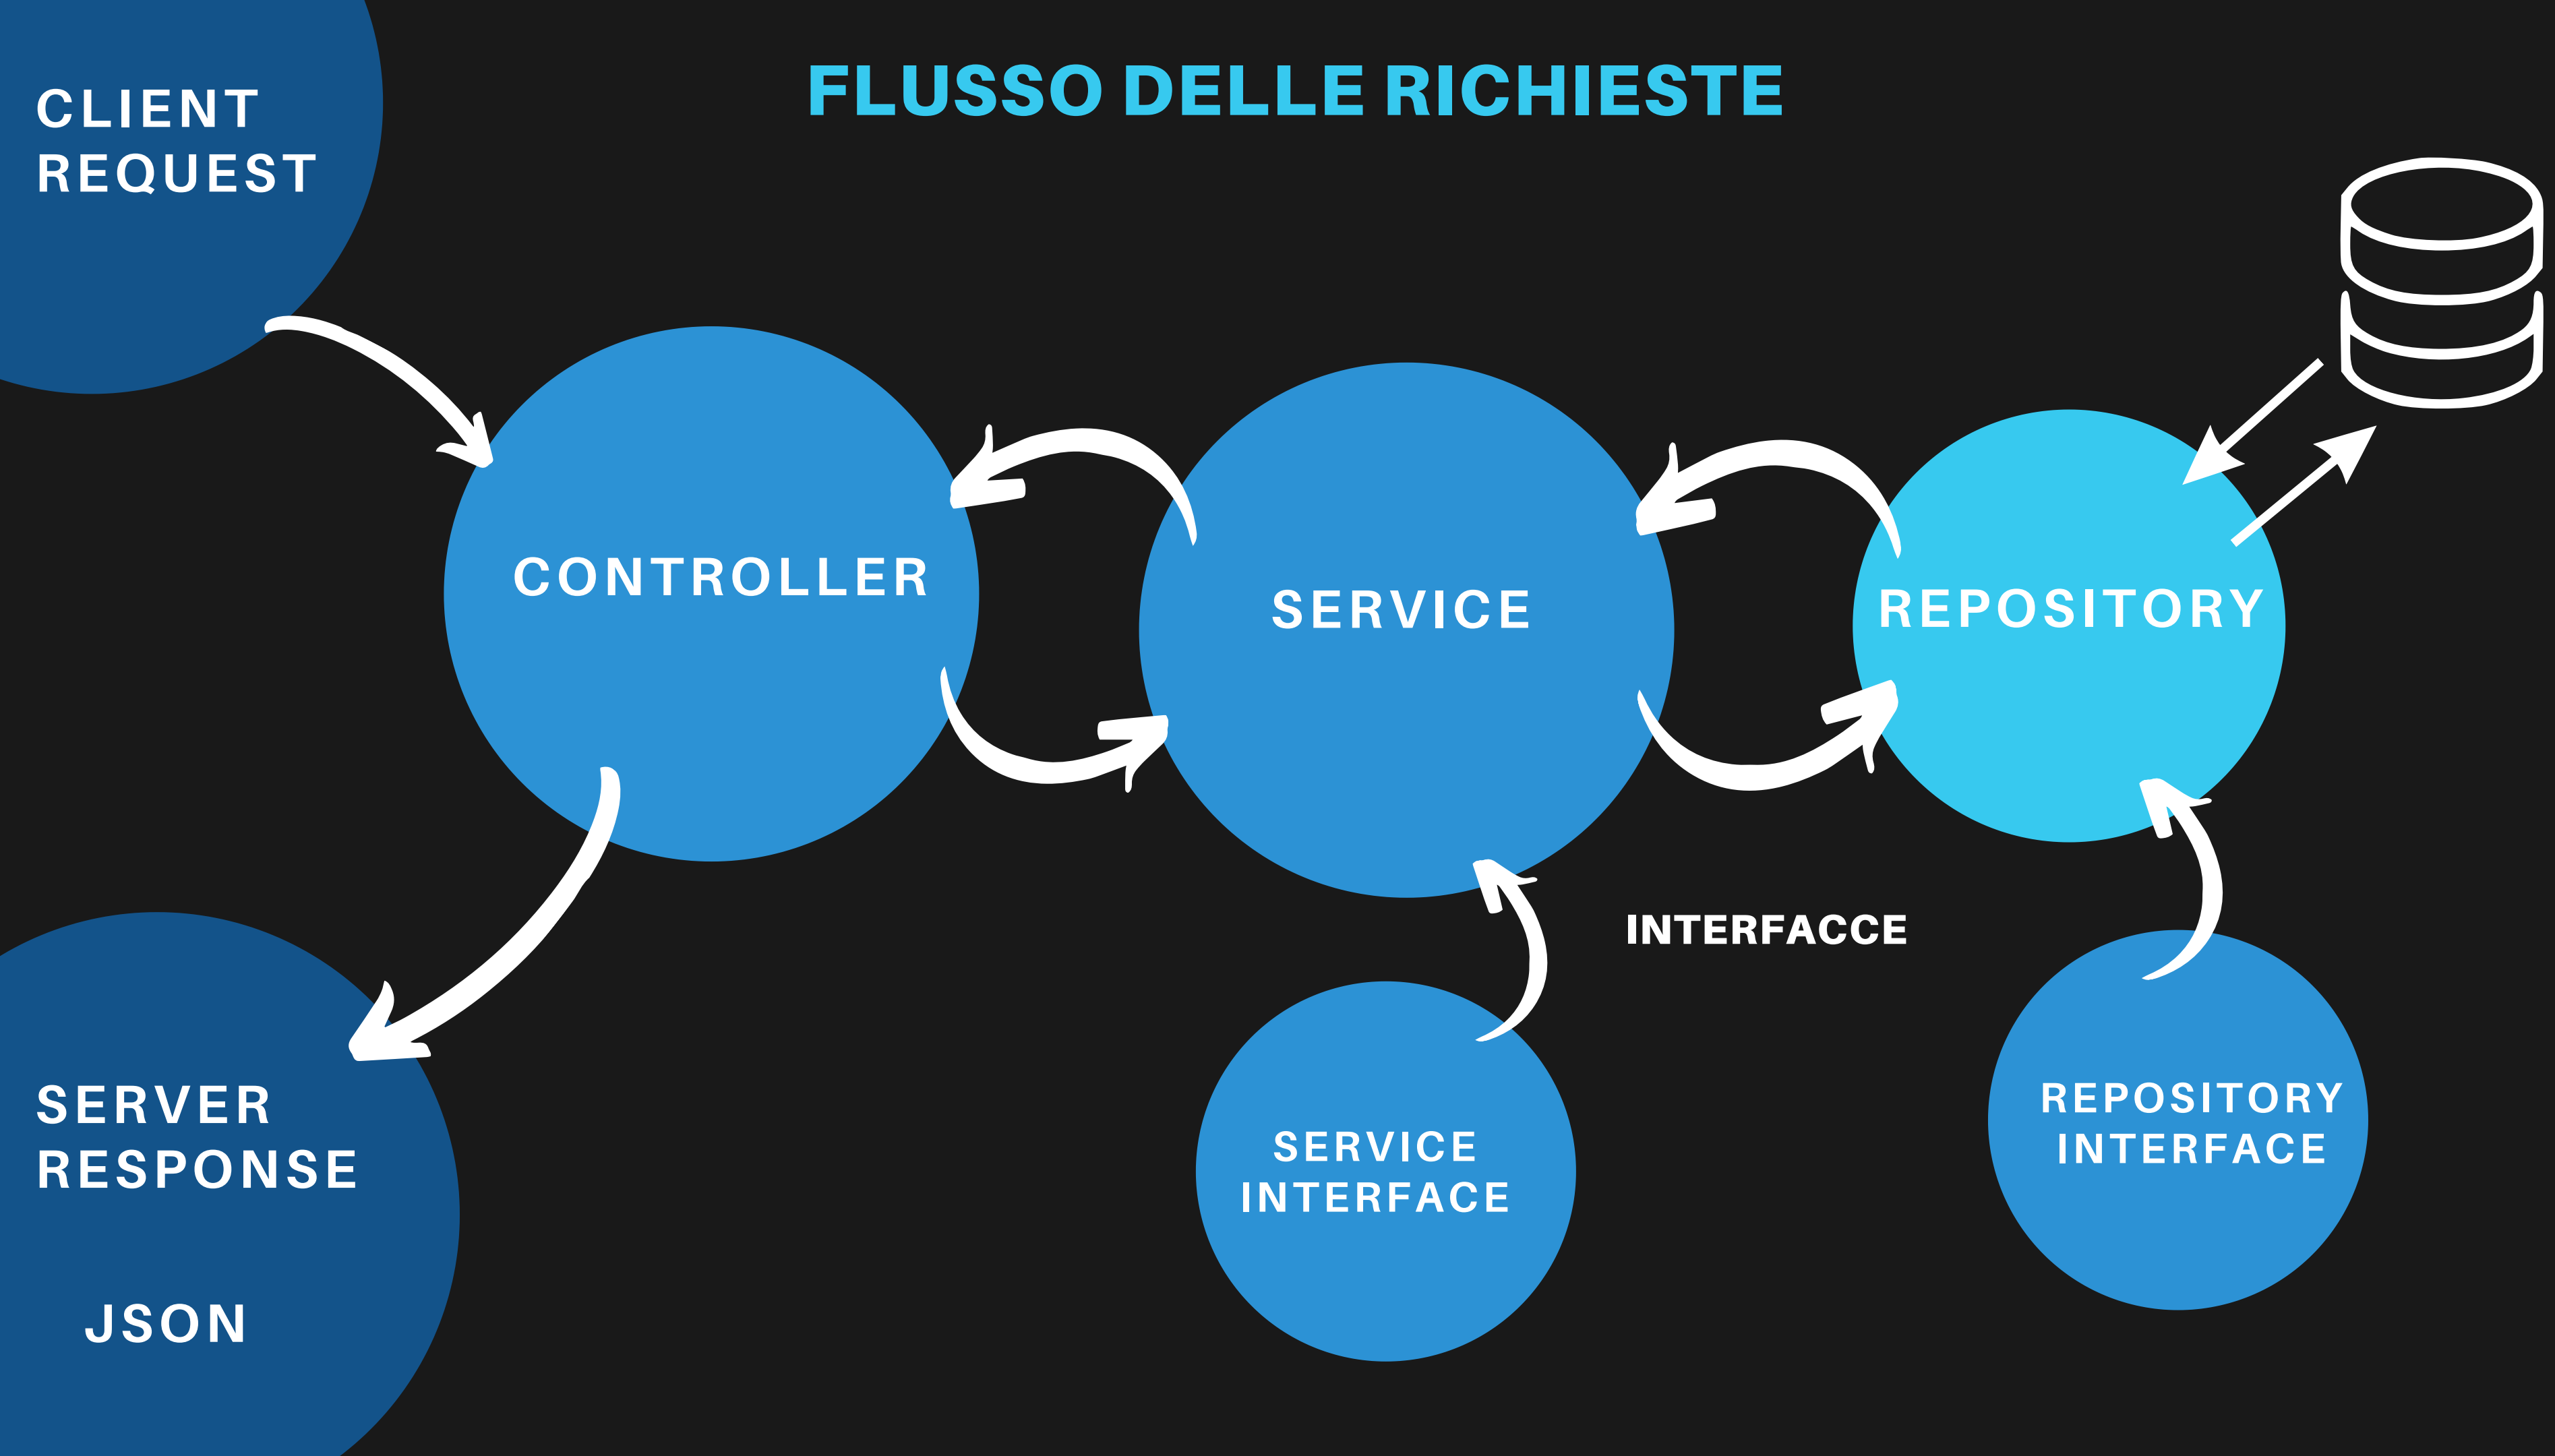 FLUSSO DELLE RICHIESTE
CLIENT
REQUEST
CONTROLLER
SERVICE
REPOSITORY
INTERFACCE
SERVICE
INTERFACE
REPOSITORY
INTERFACE
SERVER
RESPONSE
JSON